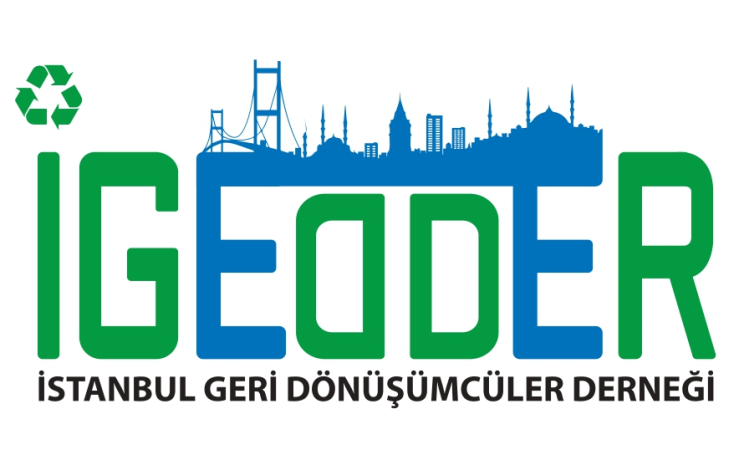 İGEDDER
İSTANBUL GERİ DÖNÜŞÜMCÜLER DERNEĞİ